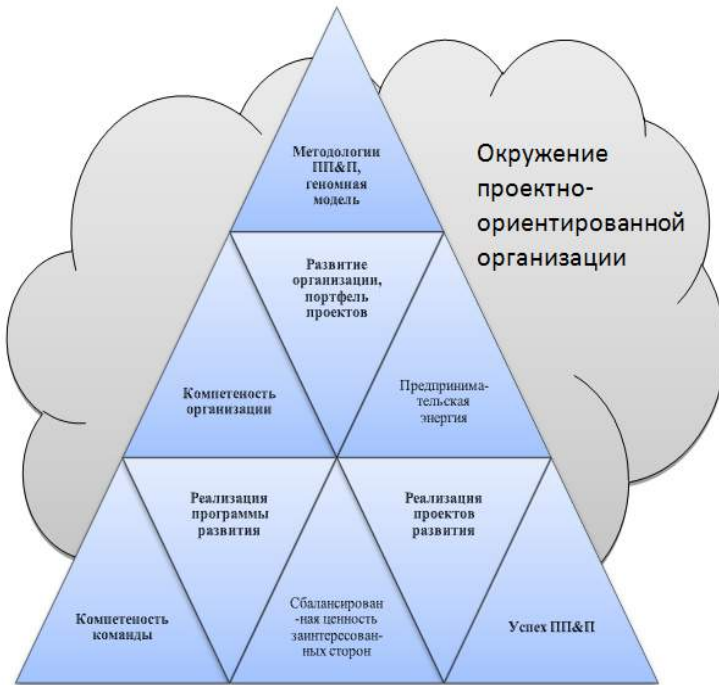 Методологии
ПП&П,
геномная
модель
Окружение
проектно-
ориентированной
организации
Развитие
организации,
портфель
проектов
Компетеность
организации
Предпринима-
тельская
энергия
Реализация
программы
развития
Реализация
проектов
развития
Компетеность
команды
Сбалансирован
-ная ценность
заинтересован-
ных сторон
Успех ПП&П